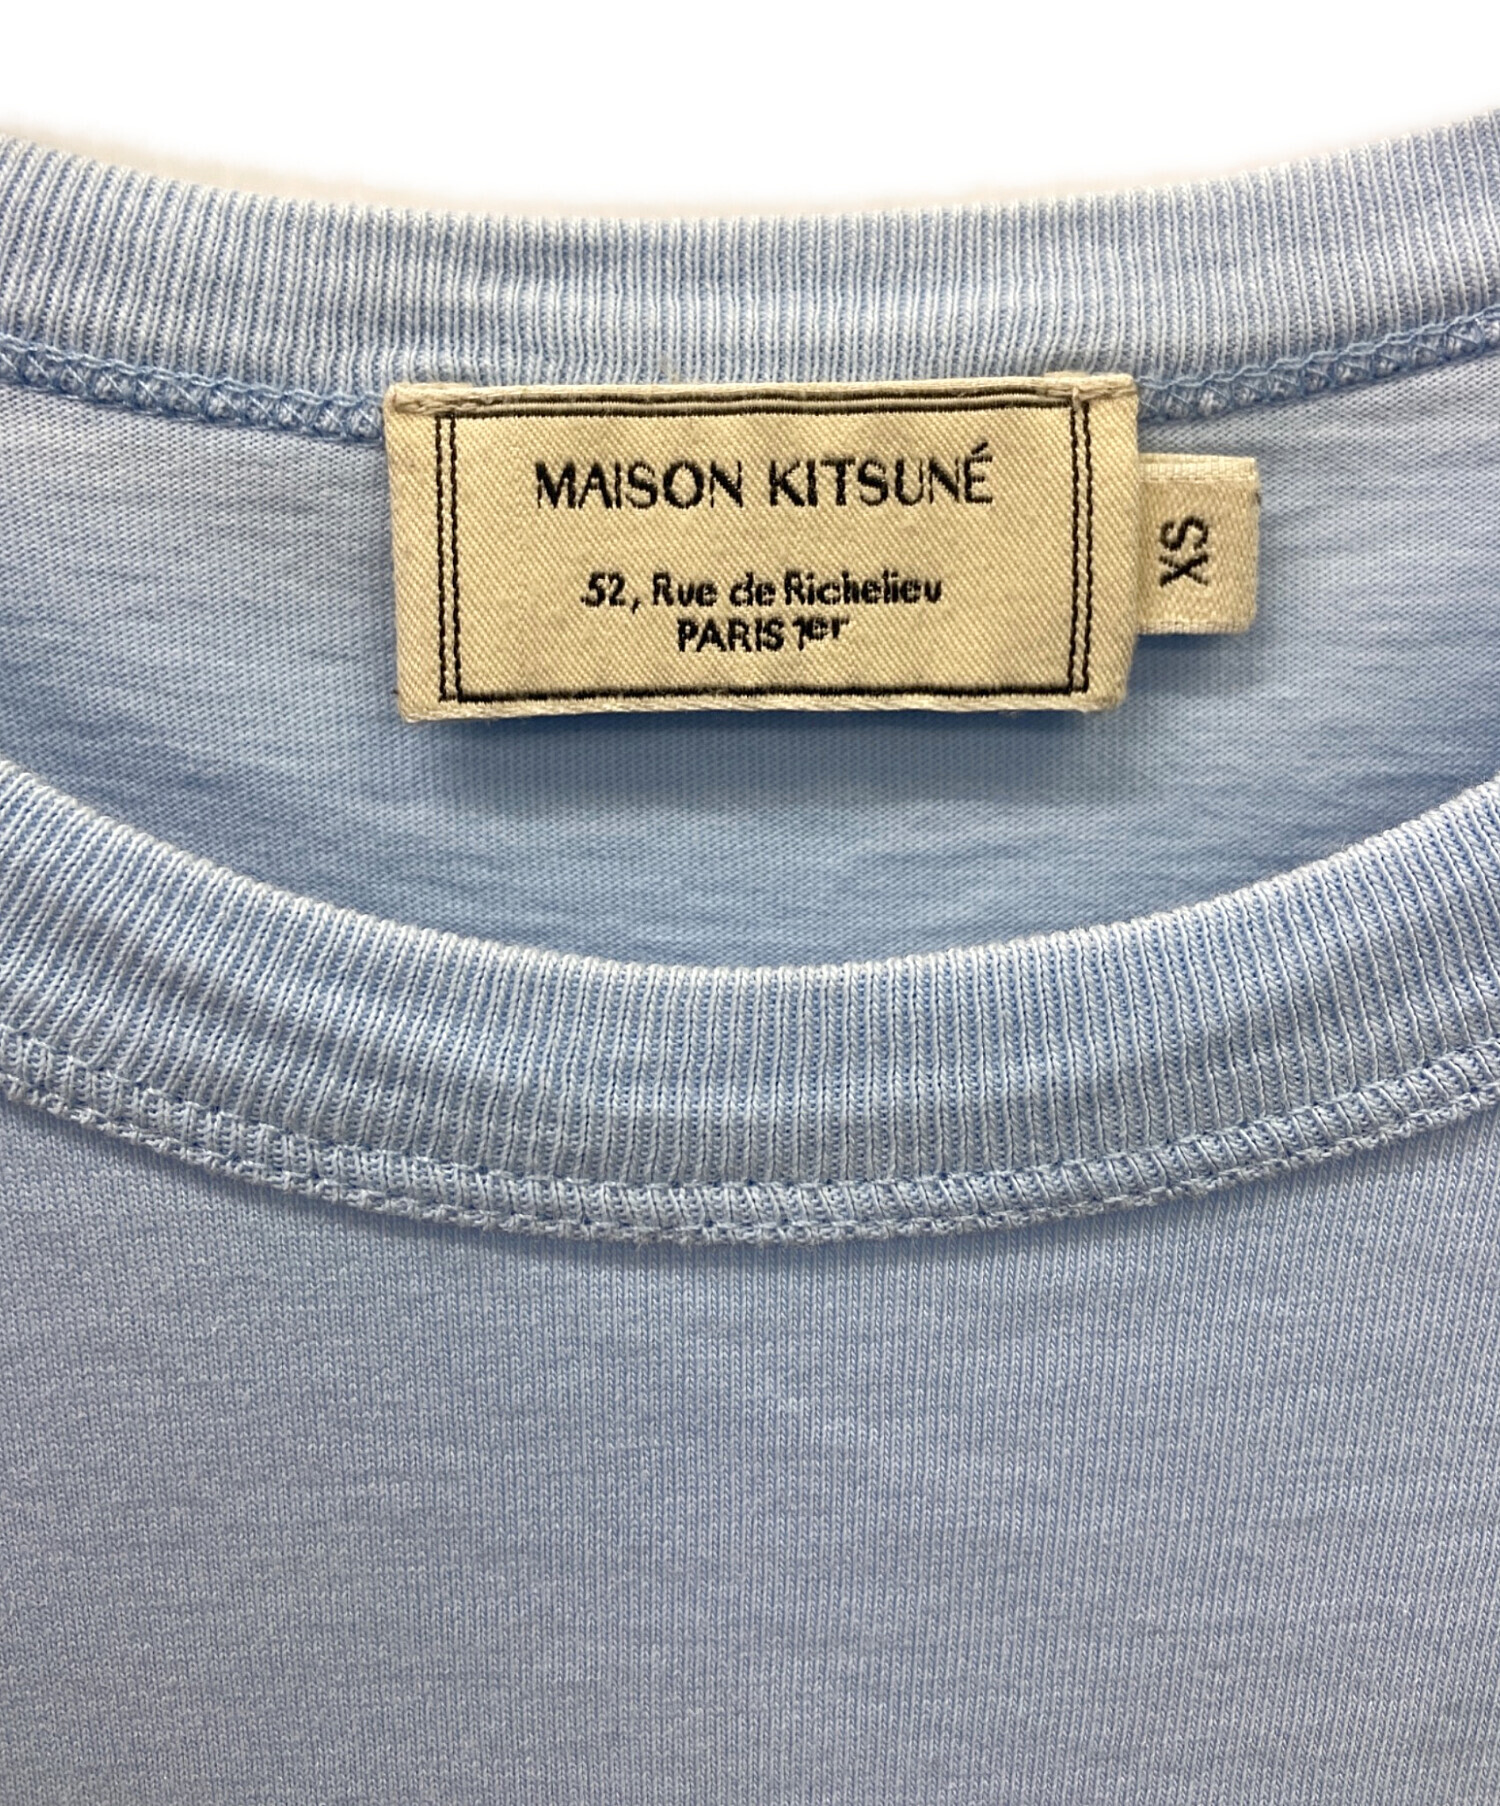 MAISON KITSUNÉ
52, Rue de Richelieu
PARIS 1er
XS